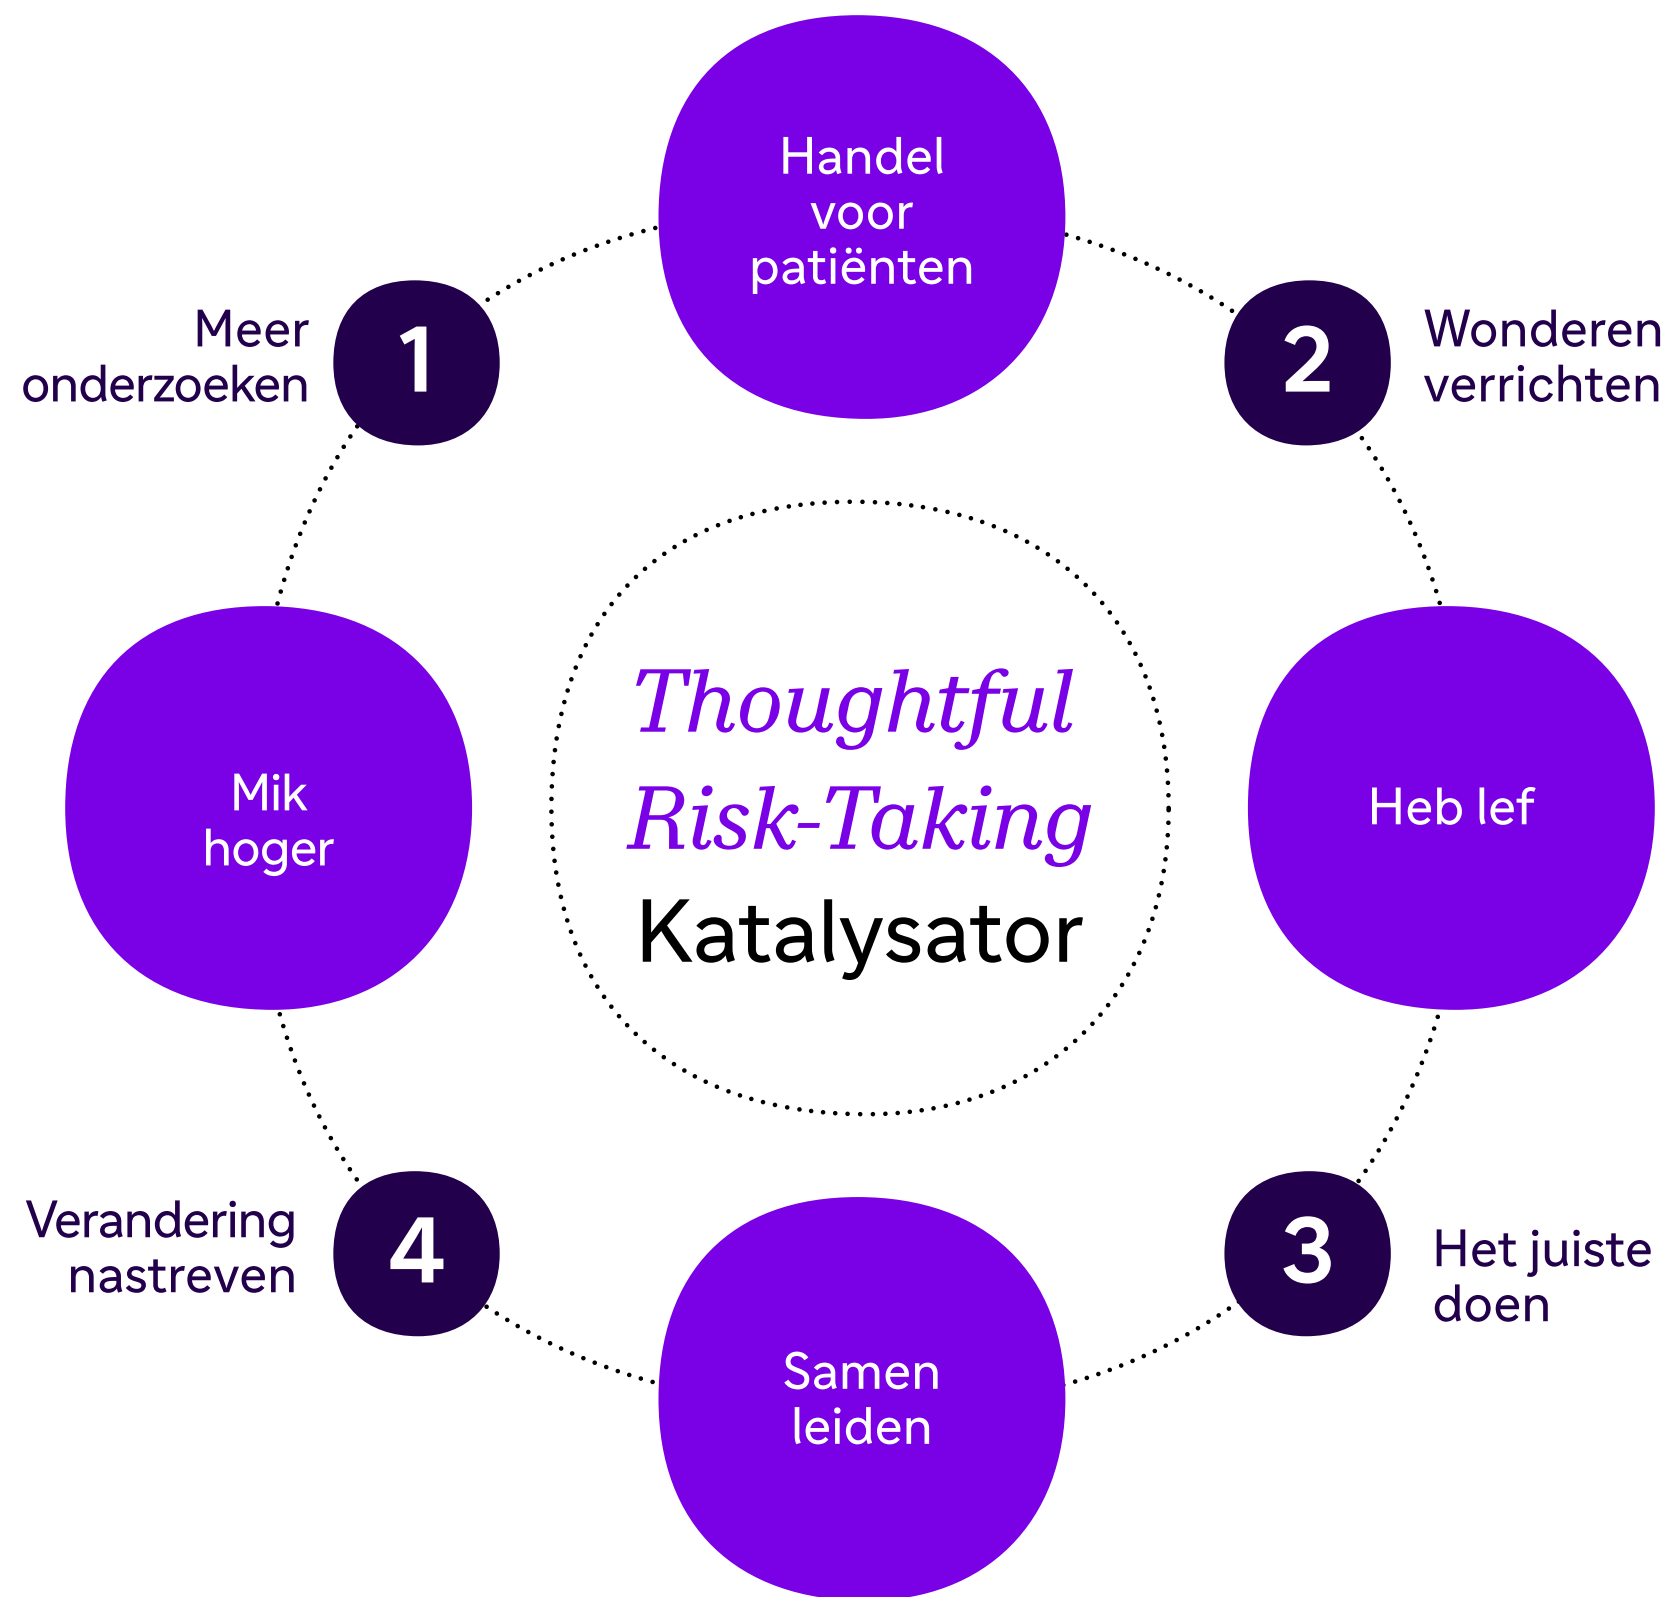 Handel
voor
patiënten
Meer
onderzoeken
1
2
Wonderen
verrichten
Mik
hoger
Thoughtful
Risk-Taking
Katalysator
Heb lef
Verandering
nastreven
4
3
Het juiste
doen
Samen
leiden